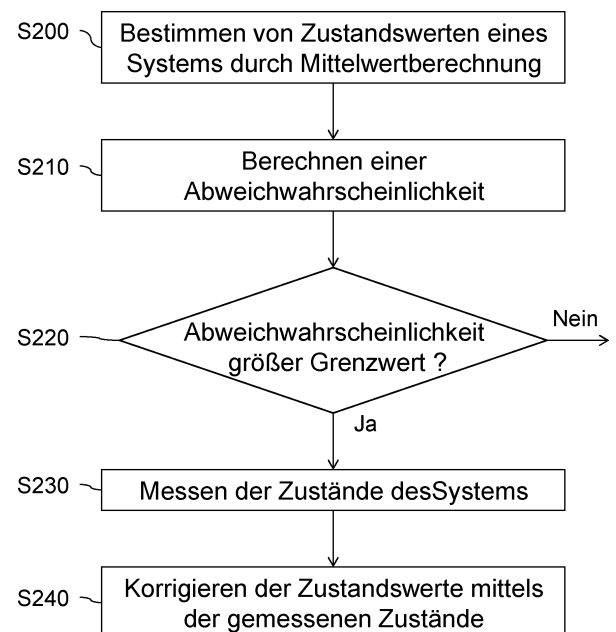 S200
Bestimmen von Zustandswerten eines
Systems durch Mittelwertberechnung
S210
Berechnen einer
Abweichwahrscheinlichkeit
S220
Abweichwahrscheinlichkeit
größer Grenzwert ?
Nein
Ja
S230
Messen der Zustände desSystems
S240
Korrigieren der Zustandswerte mittels
der gemessenen Zustände